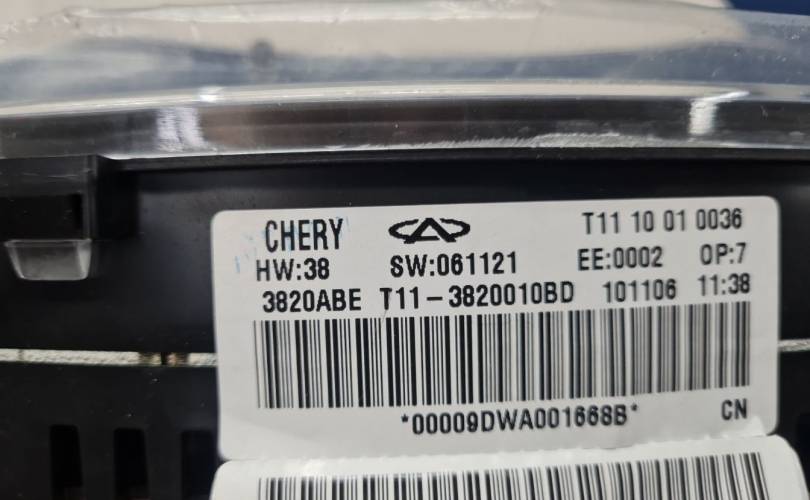 CHERY T11 10 01 0036
HW:38 SW:061121 EE:0002 OP:7
3820ABE T11-3820010BD 101106 11:38
*00009DWA001668B* CN